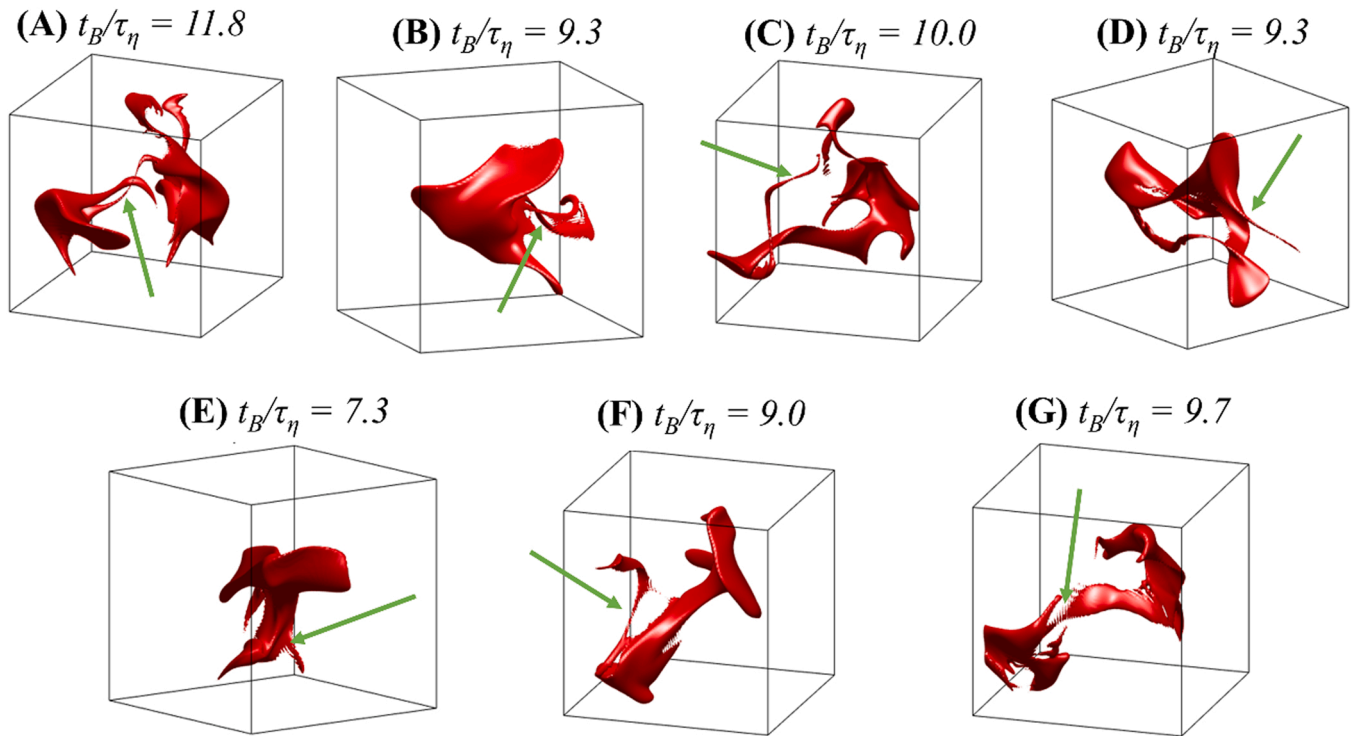 (A) t_B/τ_η = 11.8
(B) t_B/τ_η = 9.3
(C) t_B/τ_η = 10.0
(D) t_B/τ_η = 9.3
(E) t_B/τ_η = 7.3
(F) t_B/τ_η = 9.0
(G) t_B/τ_η = 9.7